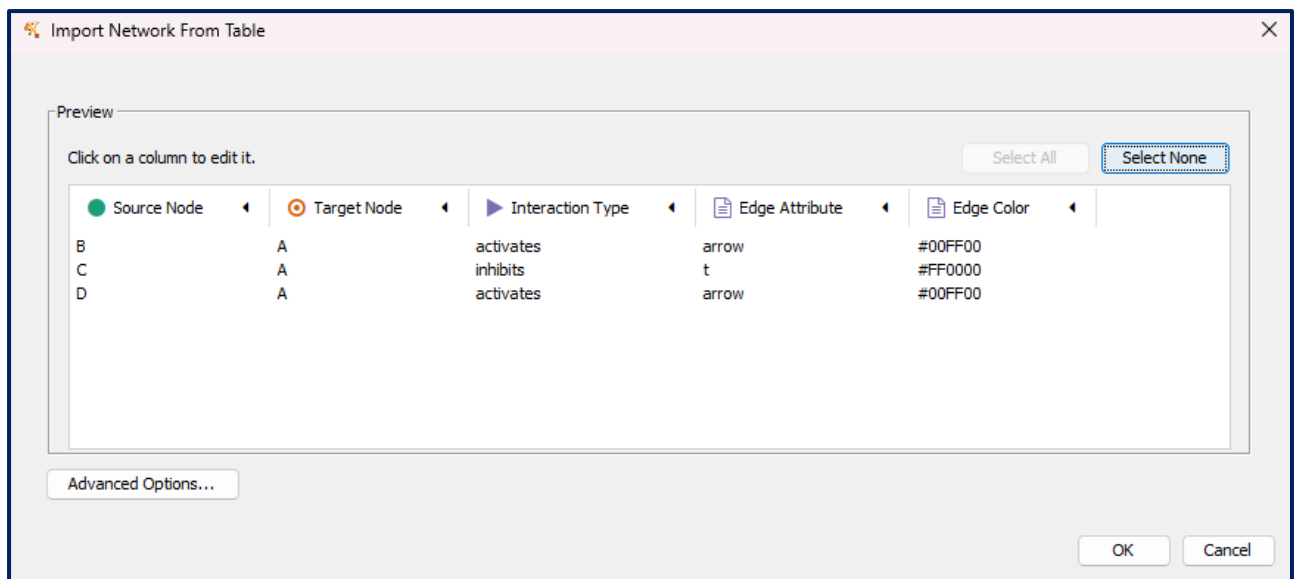 Import Network From Table
Preview
Click on a column to edit it.
Select All
Select None
Source Node Target Node Interaction Type Edge Attribute Edge Color
B A activates arrow #00FF00
C A inhibits t #FF0000
D A activates arrow #00FF00
Advanced Options...
OK
Cancel